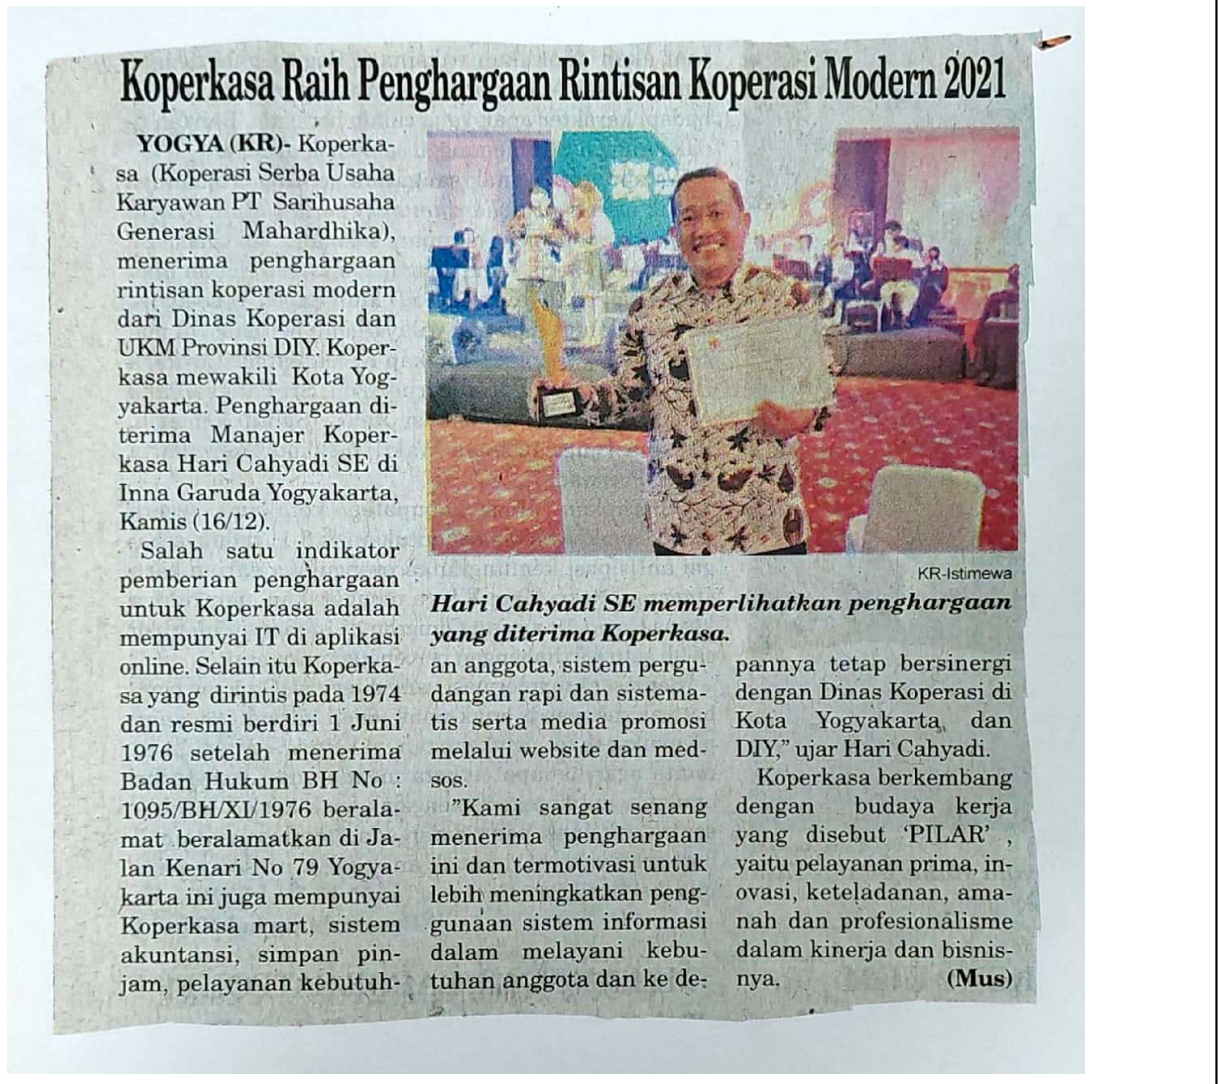 Koperkasa Raih Penghargaan Rintisan Koperasi Modern 2021
YOGYA (KR)- Koperka-
sa (Koperasi Serba Usaha
Karyawan PT Sarihusaha
Generasi Mahardhika),
menerima penghargaan
rintisan koperasi modern
dari Dinas Koperasi dan
UKM Provinsi DIY. Koper-
kasa mewakili Kota Yog-
yakarta. Penghargaan di-
terima Manajer Koper-
kasa Hari Cahyadi SE di
Inna Garuda Yogyakarta,
Kamis (16/12).
Salah satu indikator
pemberian penghargaan
untuk Koperkasa adalah
mempunyai IT di aplikasi
online. Selain itu Koperka-
sa yang dirintis pada 1974
dan resmi berdiri 1 Juni
1976 setelah menerima
Badan Hukum BH No :
1095/BH/XI/1976 berala-
mat beralamatkan di Ja-
lan Kenari No 79 Yogya-
karta ini juga mempunyai
Koperkasa mart, sistem
akuntansi, simpan pin-
jam, pelayanan kebutuh-
KR-Istimewa
Hari Cahyadi SE memperlihatkan penghargaan
yang diterima Koperkasa.
an anggota, sistem pergu-
dangan rapi dan sistema-
tis serta media promosi
melalui website dan med-
sos.
"Kami sangat senang
menerima penghargaan
ini dan termotivasi untuk
lebih meningkatkan peng-
gunaan sistem informasi
dalam melayani kebu-
tuhan anggota dan ke de-
pannya tetap bersinergi
dengan Dinas Koperasi di
Kota Yogyakarta dan
DIY," ujar Hari Cahyadi.
Koperkasa berkembang
dengan budaya kerja
yang disebut 'PILAR' ,
yaitu pelayanan prima, in-
ovasi, keteladanan, ama-
nah dan profesionalisme
dalam kinerja dan bisnis-
nya. (Mus)